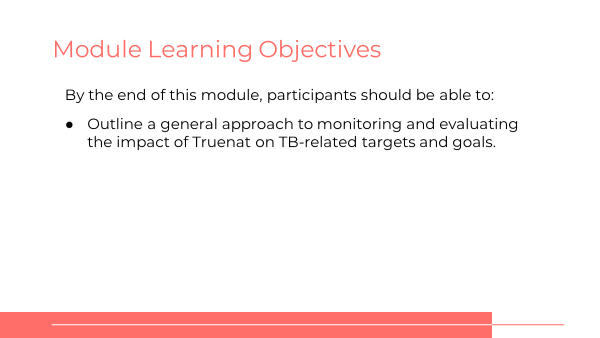 Module Learning Objectives
By the end of this module, participants should be able to:
● Outline a general approach to monitoring and evaluating
the impact of Truenat on TB-related targets and goals.